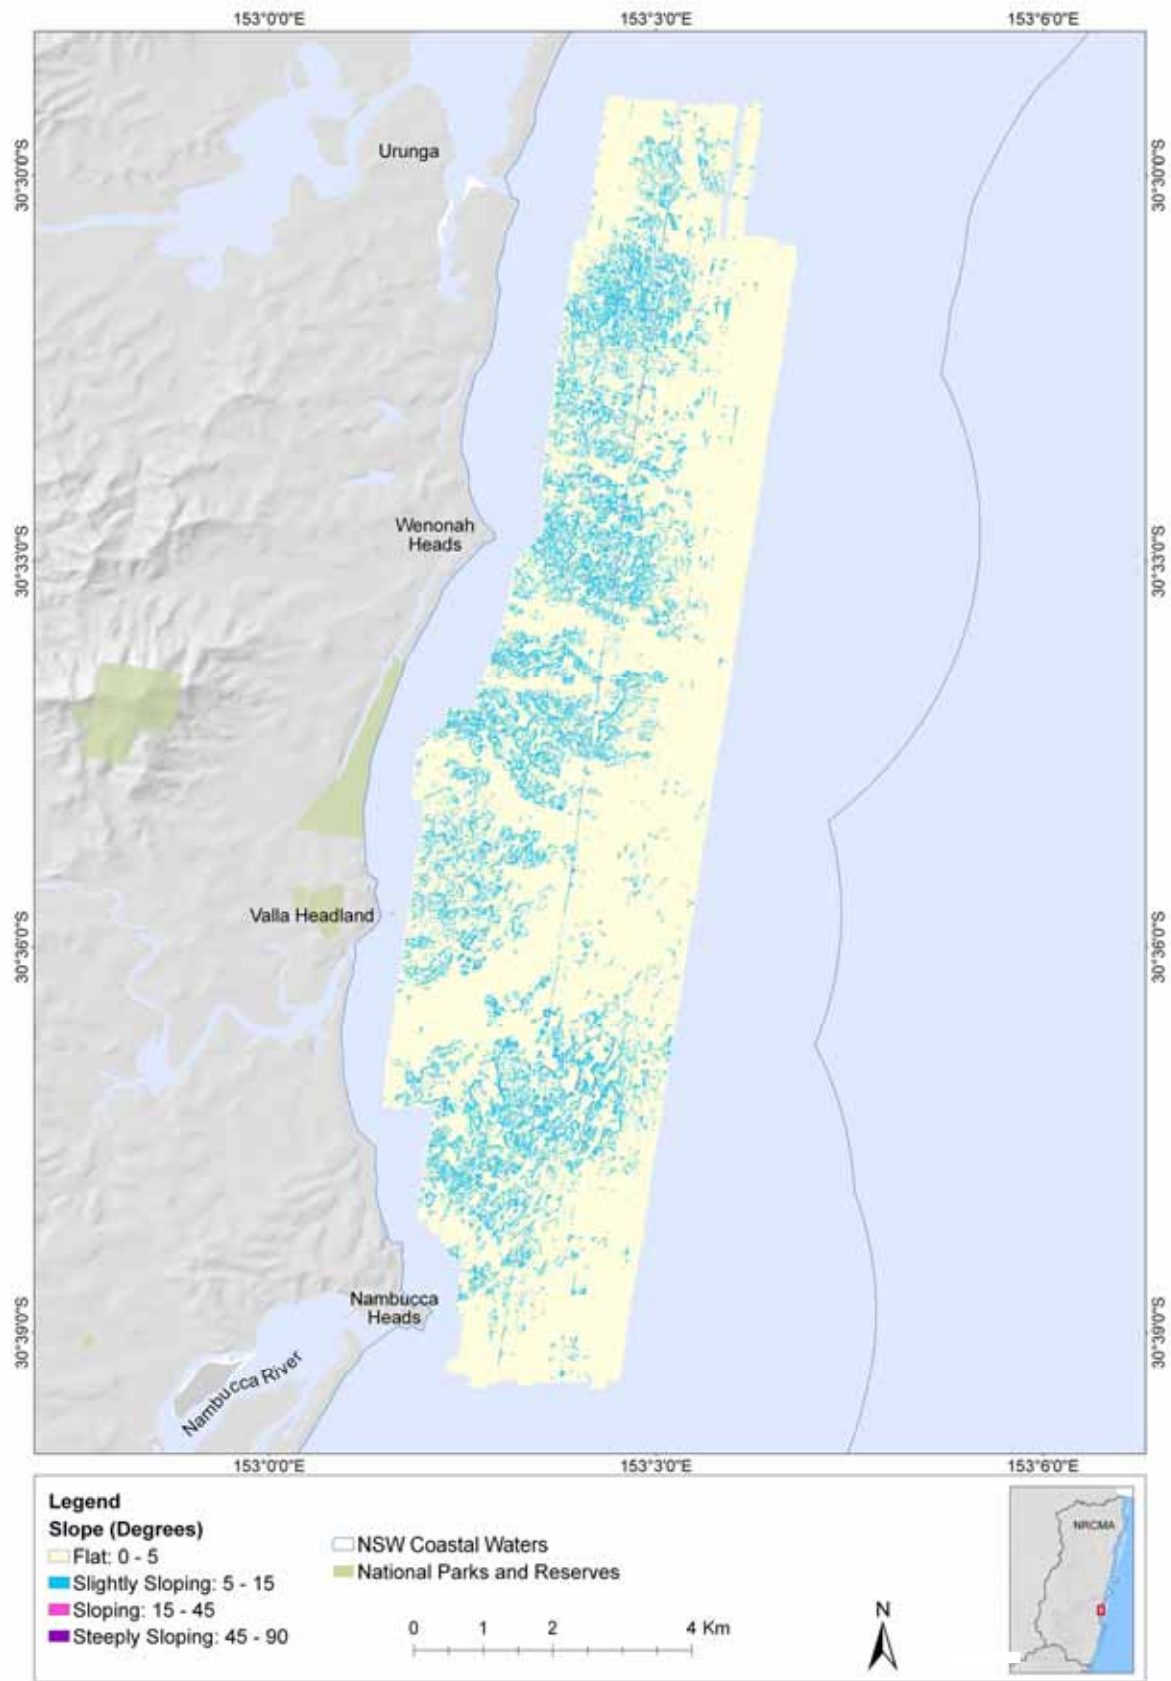 153°0'0"E 153°3'0"E 153°6'0"E
30°30'0"S
30°30'0"S
Urunga
Wenonah
Heads
30°33'0"S
30°33'0"S
Valla Headland
30°36'0"S
30°36'0"S
Nambucca
Heads
30°39'0"S
30°39'0"S
Nambucca River
153°0'0"E 153°3'0"E 153°6'0"E
Legend
Slope (Degrees)
Flat: 0 - 5
Slightly Sloping: 5 - 15
Sloping: 15 - 45
Steeply Sloping: 45 - 90
NSW Coastal Waters
National Parks and Reserves
0 1 2 4 Km
N
NRCMA